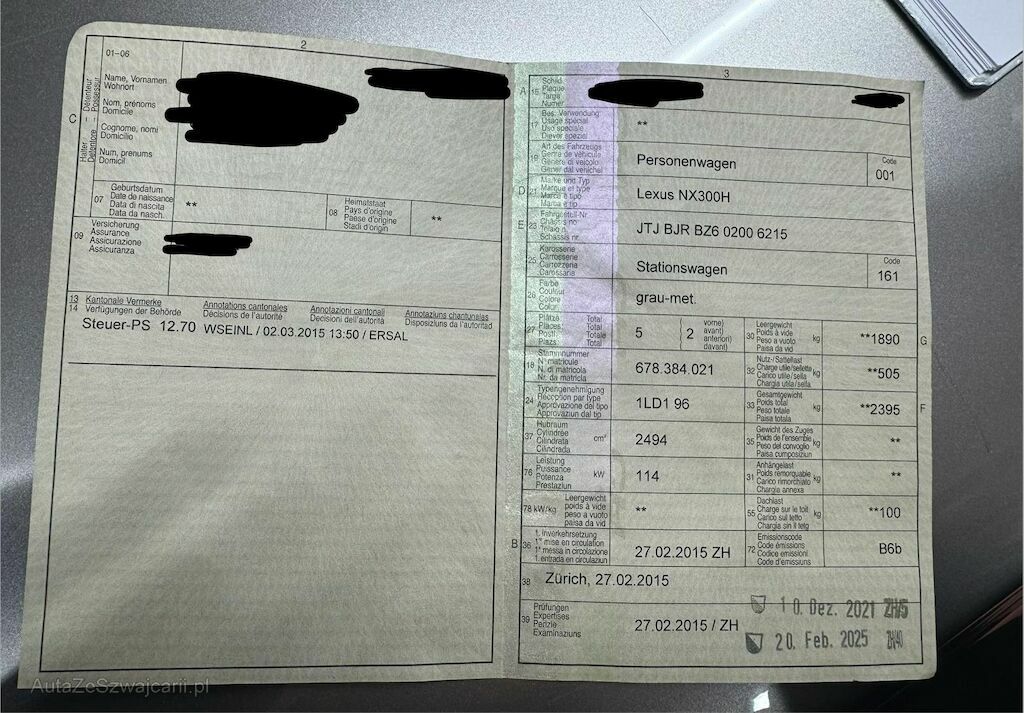 2
01–06
C
Halter – Détenteur
Detentore – Possessur
Name, Vornamen
Wohnort
Nom, prénoms
Domicile
Cognome, nomi
Domicilio
Num, prenums
Domicil
07
Geburtsdatum
Date de naissance
Data di nascita
Data da nasch.
**
08
Heimatstaat
Pays d'origine
Paese d'origine
Stadi d'origin
**
09
Versicherung
Assurance
Assicurazione
Assicuranza
13
14
Kantonale Vermerke
Verfügungen der Behörde
Annotations cantonales
Décisions de l'autorité
Annotazioni cantonali
Decisioni dell'autorità
Annotaziuns chantunalas
Disposiziuns da l'autoritad
Steuer-PS 12.70 WSEINL / 02.03.2015 13:50 / ERSAL
3
A 15
Schild
Plaque
Targa
Numer
17
Bes. Verwendung
Usage spécial
Uso speciale
Diever spezial
**
19
Art des Fahrzeugs
Genre de véhicule
Genere di veicolo
Gener dal vehichel
Personenwagen
Code
001
D 21
Marke und Typ
Marque et type
Marca e tipo
Marca e tip
Lexus NX300H
E 23
Fahrgestell-Nr.
Châssis no
Telaio n.
Schassis nr.
JTJ BJR BZ6 0200 6215
25
Karosserie
Carrosserie
Carrozzeria
Carossaria
Stationswagen
Code
161
26
Farbe
Couleur
Colore
Color
grau-met.
27
Plätze: Total
Places: Total
Posti: Totale
Plazs: Total
5
2
vorne)
avant)
anteriori)
davant)
30
Leergewicht
Poids à vide
Peso a vuoto
Paisa da vid
kg
**1890
G
18
Stammnummer
N° matricule
N. di matricola
Nr. da matricla
678.384.021
32
Nutz-/Sattellast
Charge utile/sellette
Carico utile/sella
Chargia utila/sella
kg
**505
24
Typengenehmigung
Réception par type
Approvazione del tipo
Approvaziun dal tip
1LD1 96
33
Gesamtgewicht
Poids total
Peso totale
Paisa totala
kg
**2395
F
37
Hubraum
Cylindrée
Cilindrata
Cilindrada
cm³
2494
35
Gewicht des Zuges
Poids de l'ensemble
Peso del convoglio
Paisa cumposiziun
kg
**
76
Leistung
Puissance
Potenza
Prestaziun
kW
114
31
Anhängelast
Poids remorquable
Carico rimorchiato
Chargia annexa
kg
**
78 kW/kg
Leergewicht
poids à vide
peso a vuoto
paisa da vid
**
55
Dachlast
Charge sur le toit
Carico sul tetto
Chargia sin il tetg
kg
**100
B 36
1. Inverkehrsetzung
1re mise en circulation
1a messa in circolazione
1. entrada en circulaziun
27.02.2015 ZH
72
Emissionscode
Code émissions
Codice emissioni
Code d'emissiuns
B6b
38
Zürich, 27.02.2015
39
Prüfungen
Expertises
Perizie
Examinaziuns
27.02.2015 / ZH
10. Dez. 2021 ZH/5
20. Feb. 2025 ZH/40
AutaZeSzwajcarii.pl